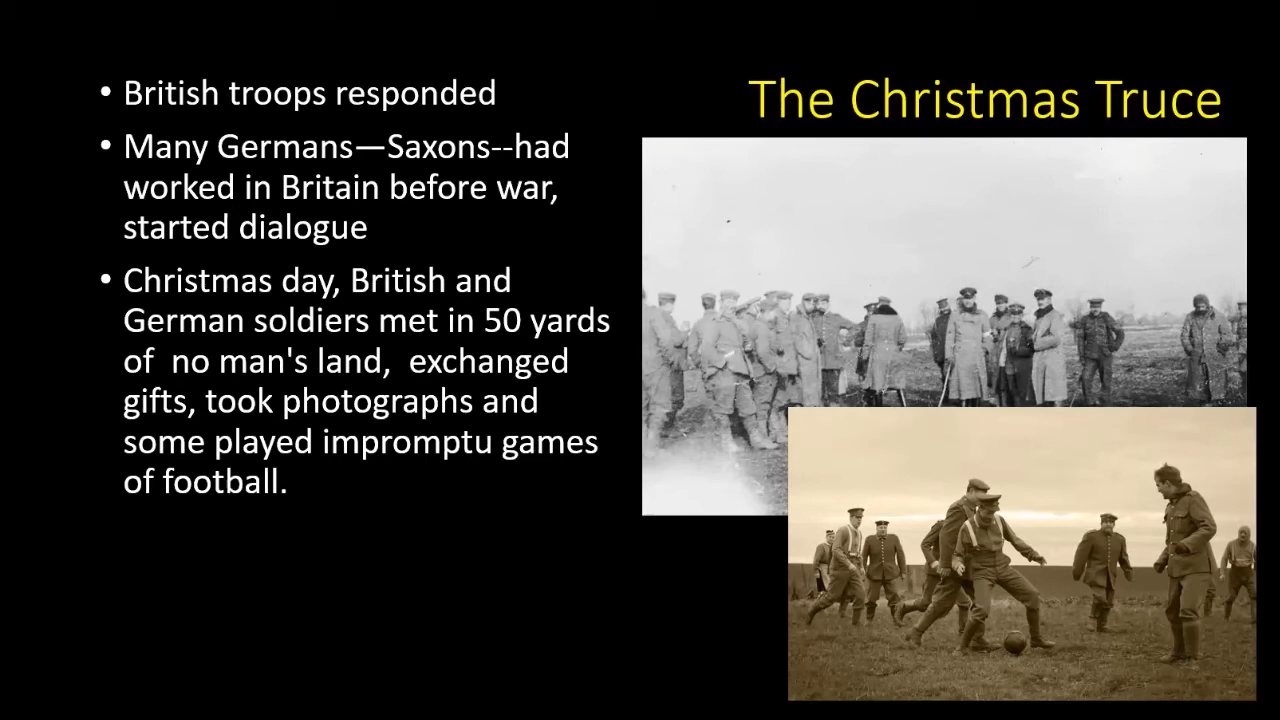 The Christmas Truce
• British troops responded
• Many Germans—Saxons--had
worked in Britain before war,
started dialogue
• Christmas day, British and
German soldiers met in 50 yards
of  no man's land,  exchanged
gifts, took photographs and
some played impromptu games
of football.